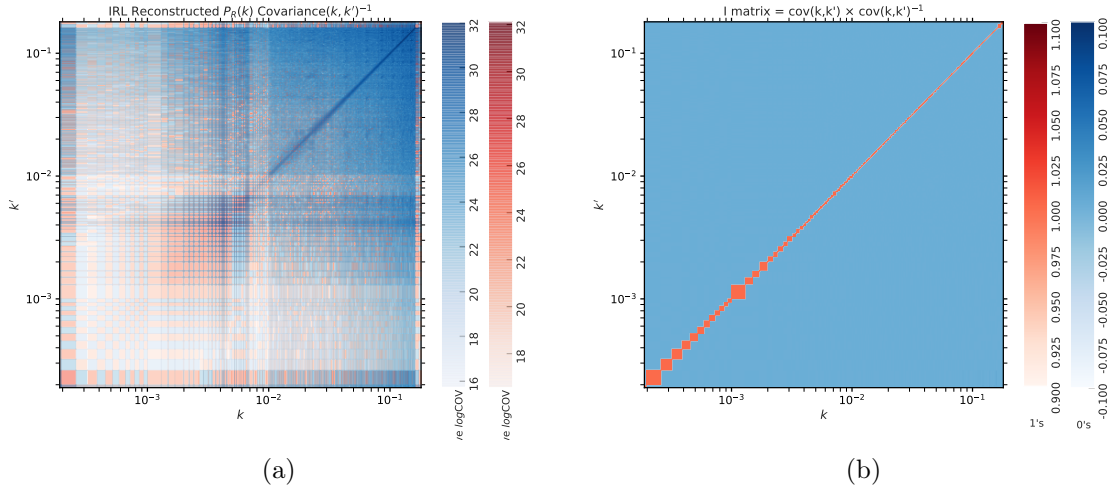 IRL Reconstructed P_R(k) Covariance(k, k′)⁻¹
10⁻¹
10⁻²
10⁻³
k′
10⁻³ 10⁻² 10⁻¹
k
32
30
28
26
24
22
20
18
16
re logCOV
32
30
28
26
24
22
20
18
re logCOV
(a)
I matrix = cov(k,k') × cov(k,k')⁻¹
10⁻¹
10⁻²
10⁻³
k′
10⁻³ 10⁻² 10⁻¹
k
1.100
1.075
1.050
1.025
1.000
0.975
0.950
0.925
0.900
1's
0.100
0.075
0.050
0.025
0.000
-0.025
-0.050
-0.075
-0.100
0's
(b)